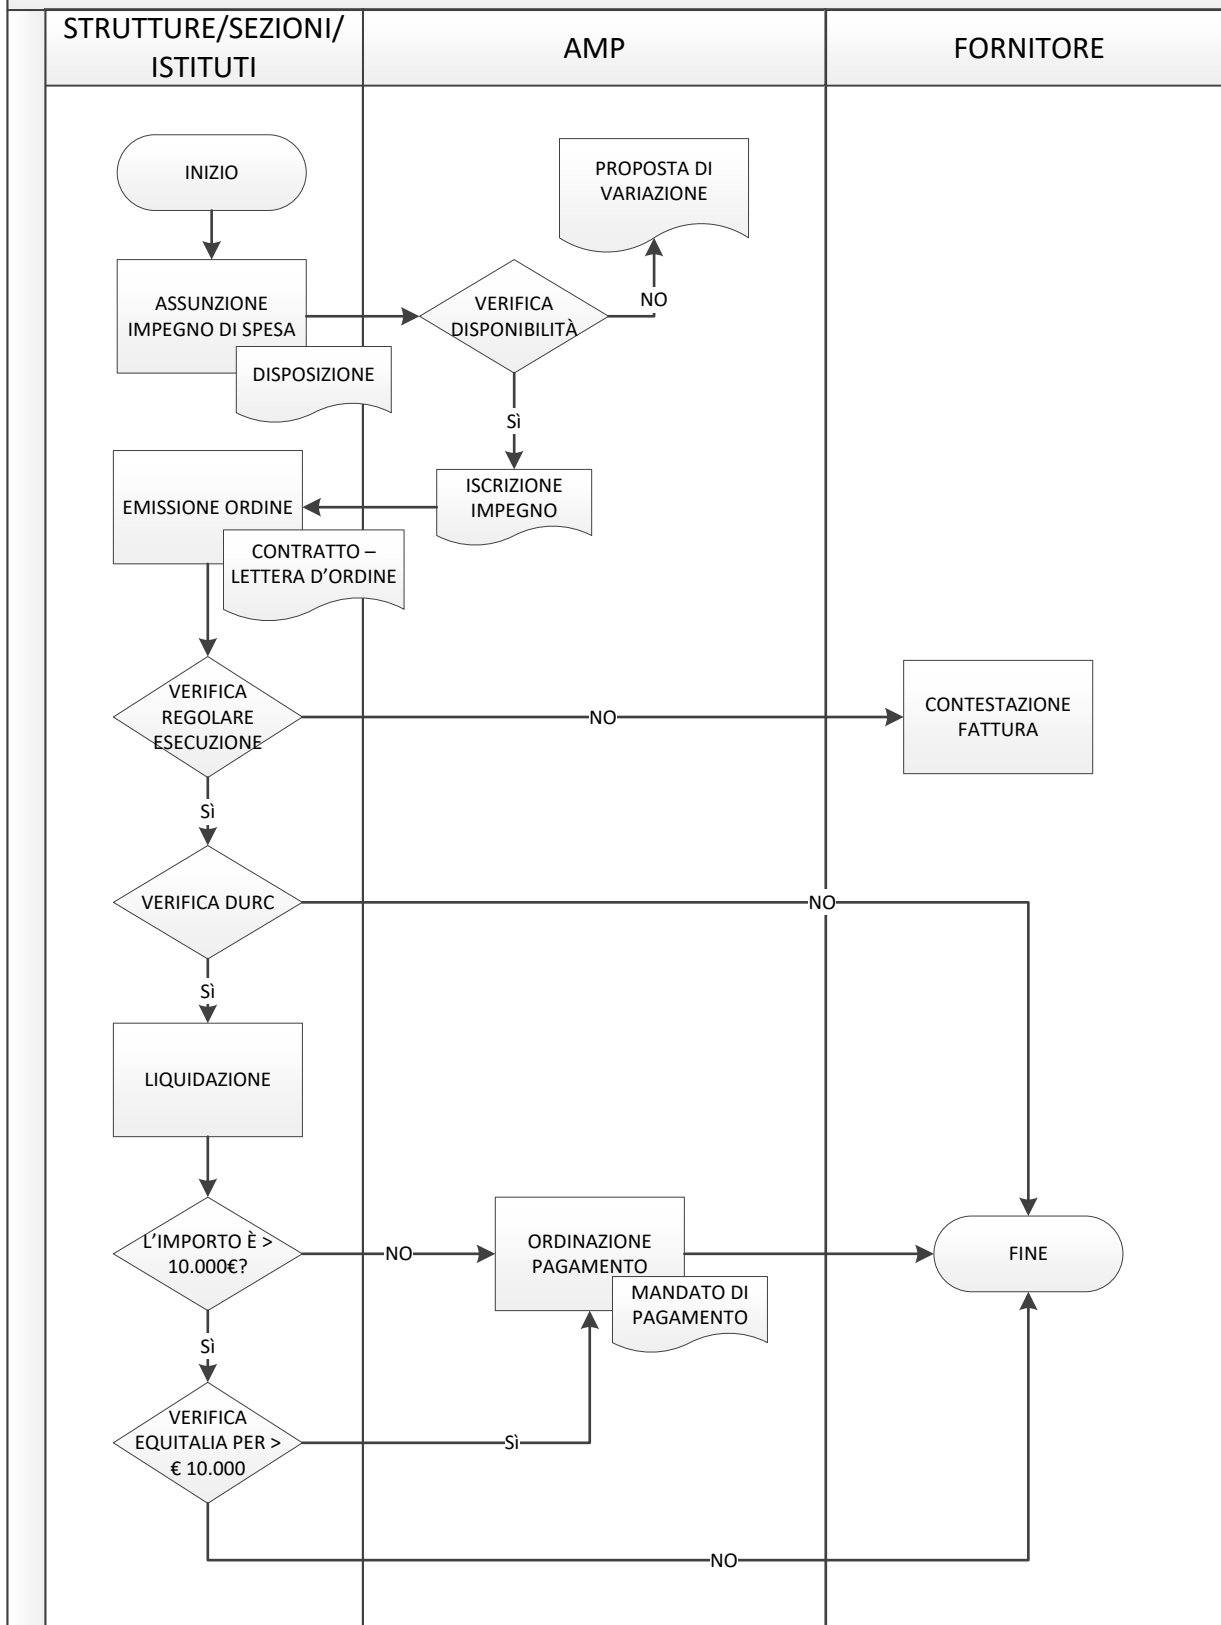 STRUTTURE/SEZIONI/
ISTITUTI
AMP
FORNITORE
INIZIO
PROPOSTA DI
VARIAZIONE
ASSUNZIONE
IMPEGNO DI SPESA
VERIFICA
DISPONIBILITÀ
NO
DISPOSIZIONE
Sì
ISCRIZIONE
IMPEGNO
EMISSIONE ORDINE
CONTRATTO –
LETTERA D’ORDINE
VERIFICA
REGOLARE
ESECUZIONE
NO
CONTESTAZIONE
FATTURA
Sì
VERIFICA DURC
NO
Sì
LIQUIDAZIONE
L’IMPORTO È >
10.000€?
NO
ORDINAZIONE
PAGAMENTO
MANDATO DI
PAGAMENTO
FINE
Sì
VERIFICA
EQUITALIA PER >
€ 10.000
Sì
NO